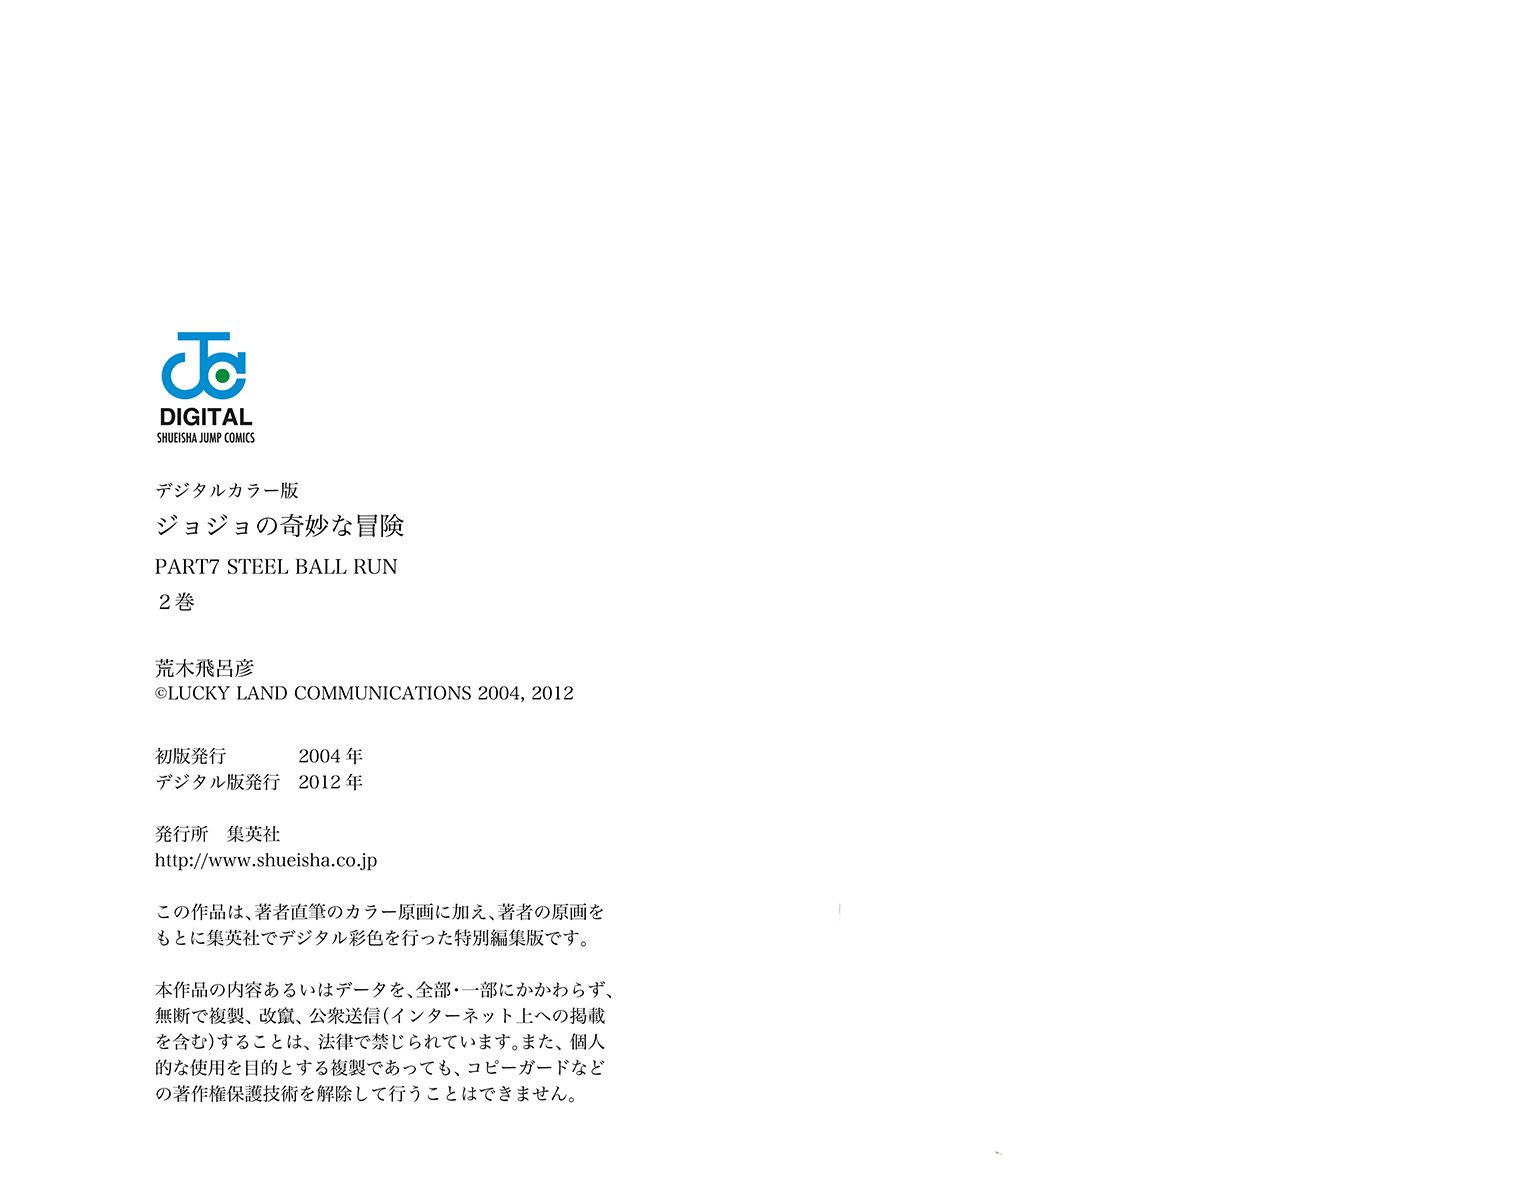 JC
DIGITAL
SHUEISHA JUMP COMICS
デジタルカラー版
ジョジョの奇妙な冒険
PART7 STEEL BALL RUN
２巻
荒木飛呂彦
©LUCKY LAND COMMUNICATIONS 2004, 2012
初版発行　2004 年
デジタル版発行　2012 年
発行所　集英社
http://www.shueisha.co.jp
この作品は、著者直筆のカラー原画に加え、著者の原画を
もとに集英社でデジタル彩色を行った特別編集版です。
本作品の内容あるいはデータを、全部・一部にかかわらず、
無断で複製、改竄、公衆送信（インターネット上への掲載
を含む）することは、法律で禁じられています。また、個人
的な使用を目的とする複製であっても、コピーガードなど
の著作権保護技術を解除して行うことはできません。